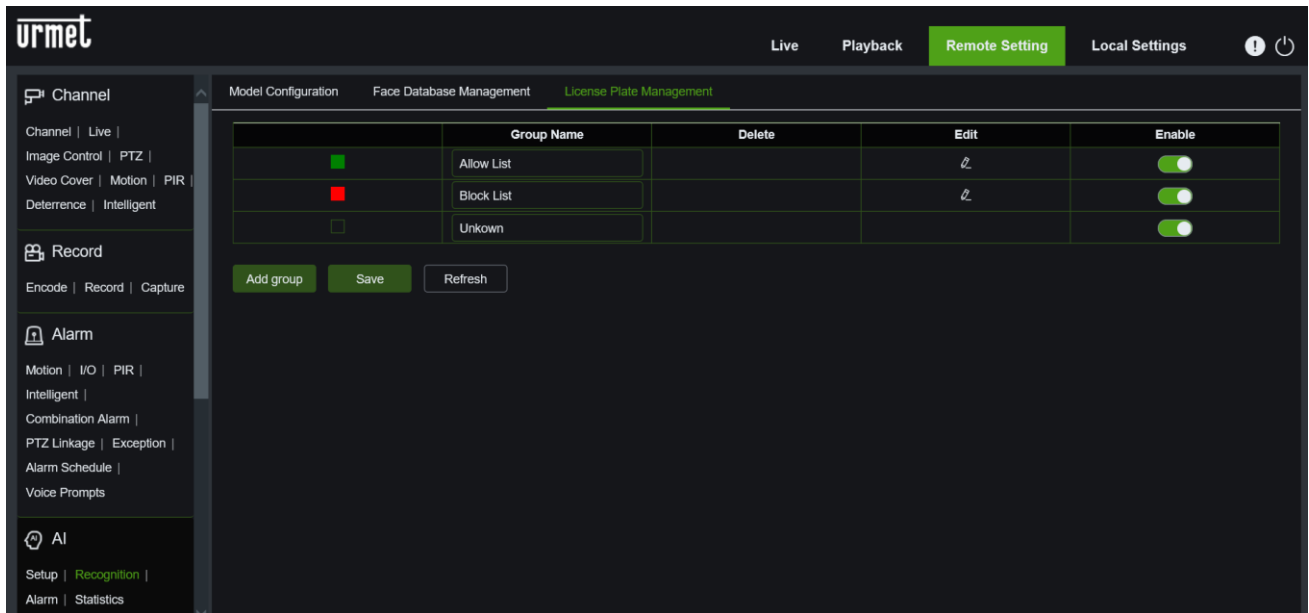 urmet
Live Playback Remote Setting Local Settings
Channel
Channel | Live |
Image Control | PTZ |
Video Cover | Motion | PIR |
Deterrence | Intelligent
Record
Encode | Record | Capture
Alarm
Motion | I/O | PIR |
Intelligent |
Combination Alarm |
PTZ Linkage | Exception |
Alarm Schedule |
Voice Prompts
AI
Setup | Recognition |
Alarm | Statistics
Model Configuration Face Database Management License Plate Management
Group Name Delete Edit Enable
Allow List
Block List
Unkown
Add group Save Refresh